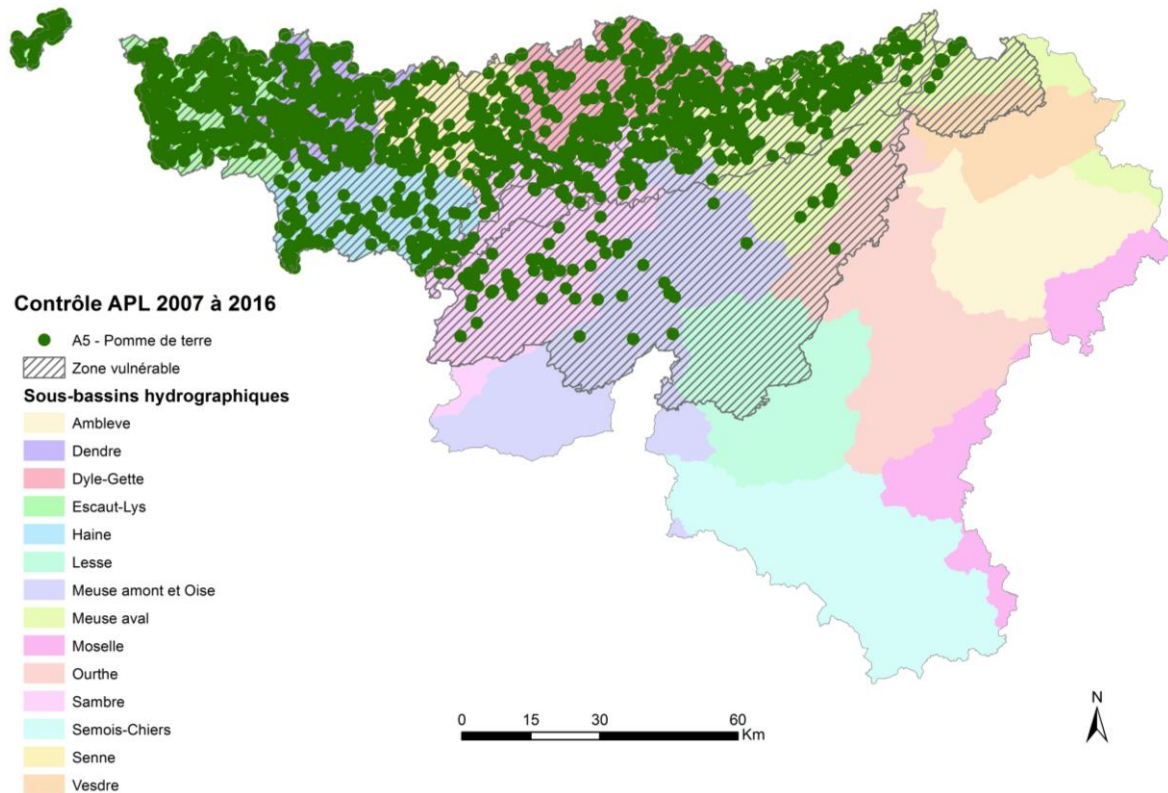 Contrôle APL 2007 à 2016
A5 - Pomme de terre
Zone vulnérable
Sous-bassins hydrographiques
Ambleve
Dendre
Dyle-Gette
Escaut-Lys
Haine
Lesse
Meuse amont et Oise
Meuse aval
Moselle
Ourthe
Sambre
Semois-Chiers
Senne
Vesdre
0 15 30 60
Km
N